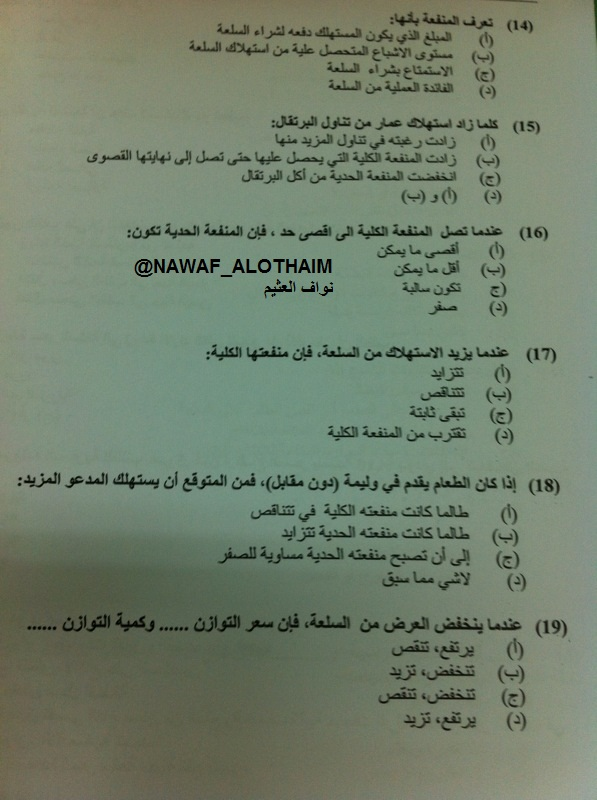 (14) تعرف المنفعة بأنها:
(أ) المبلغ الذي يكون المستهلك دفعه لشراء السلعة
(ب) مستوى الاشباع المتحصل علية من استهلاك السلعة
(ج) الاستمتاع بشراء السلعة
(د) الفائدة العملية من السلعة
(15) كلما زاد استهلاك عمار من تناول البرتقال:
(أ) زادت رغبته في تناول المزيد منها
(ب) زادت المنفعة الكلية التي يحصل عليها حتى تصل إلى نهايتها القصوى
(ج) انخفضت المنفعة الحدية من أكل البرتقال
(د) (أ) و (ب)
(16) عندما تصل المنفعة الكلية الى اقصى حد ، فإن المنفعة الحدية تكون:
(أ) أقصى ما يمكن
(ب) أقل ما يمكن
(ج) تكون سالبة
(د) صفر
@NAWAF_ALOTHAIM
نواف العثيم
(17) عندما يزيد الاستهلاك من السلعة، فإن منفعتها الكلية:
(أ) تتزايد
(ب) تتناقص
(ج) تبقى ثابتة
(د) تقترب من المنفعة الكلية
(18) إذا كان الطعام يقدم في وليمة (دون مقابل)، فمن المتوقع أن يستهلك المدعو المزيد:
(أ) طالما كانت منفعته الكلية في تتناقص
(ب) طالما كانت منفعته الحدية تتزايد
(ج) إلى أن تصبح منفعته الحدية مساوية للصفر
(د) لاشي مما سبق
(19) عندما ينخفض العرض من السلعة، فإن سعر التوازن ...... وكمية التوازن ......
(أ) يرتفع، تنقص
(ب) تنخفض، تزيد
(ج) تنخفض، تنقص
(د) يرتفع، تزيد